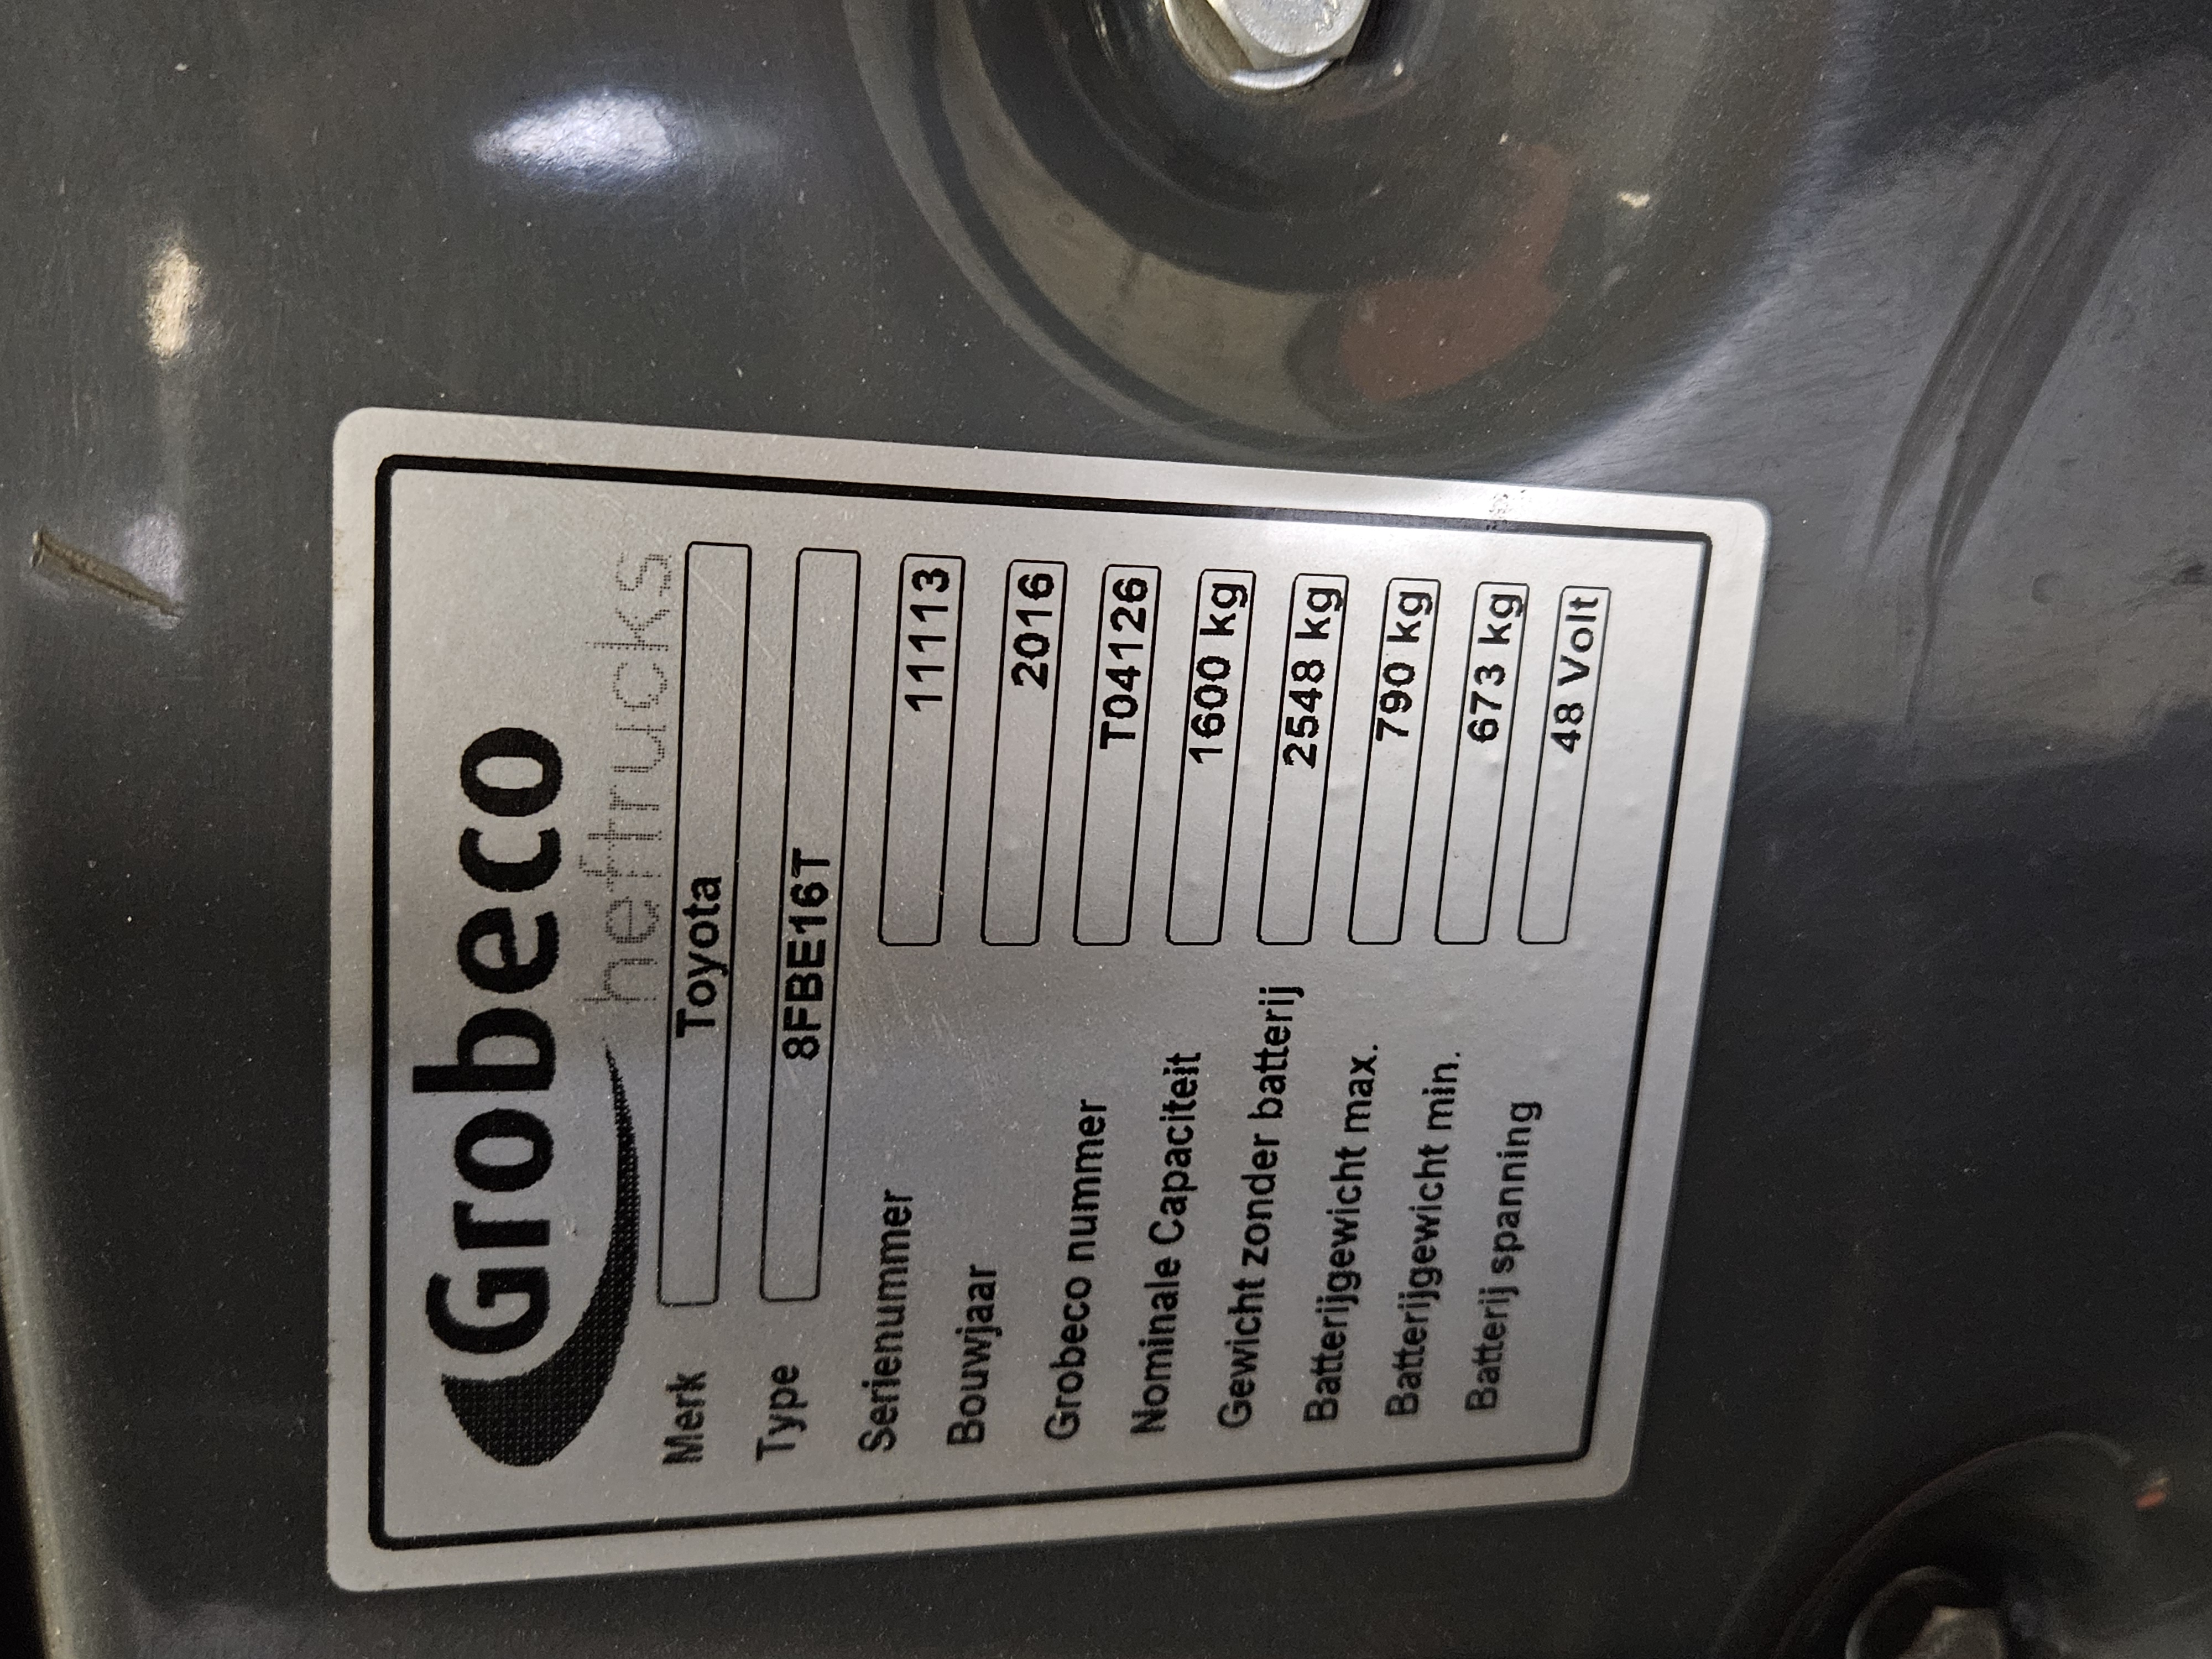 Grobeco
heftrucks
Merk Toyota
Type 8FBE16T
Serienummer 11113
Bouwjaar 2016
Grobeco nummer T04126
Nominale Capaciteit 1600 kg
Gewicht zonder batterij 2548 kg
Batterijgewicht max. 790 kg
Batterijgewicht min. 673 kg
Batterij spanning 48 Volt